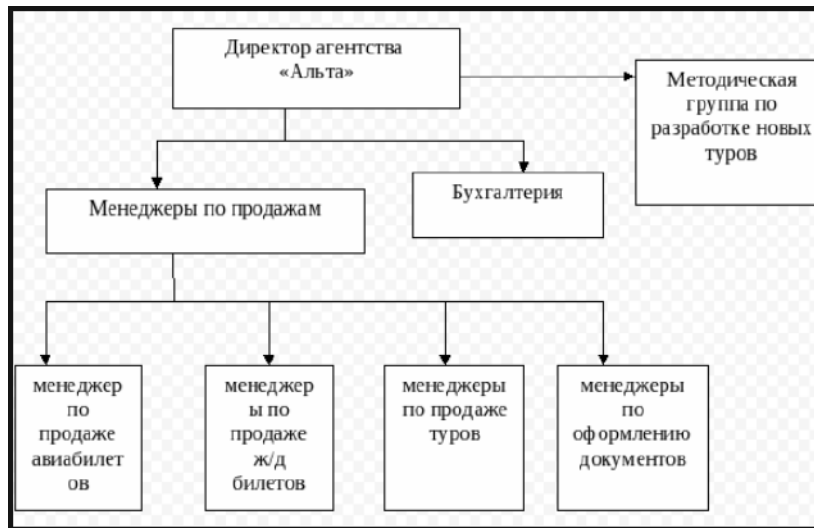 Директор агентства
«Альта»
Методическая
группа по
разработке новых
туров
Менеджеры по продажам
Бухгалтерия
менеджер
по
продаже
авиабилет
ов
менеджер
ы по
продаже
ж/д
билетов
менеджеры
по продаже
туров
менеджеры
по
оформлению
документов